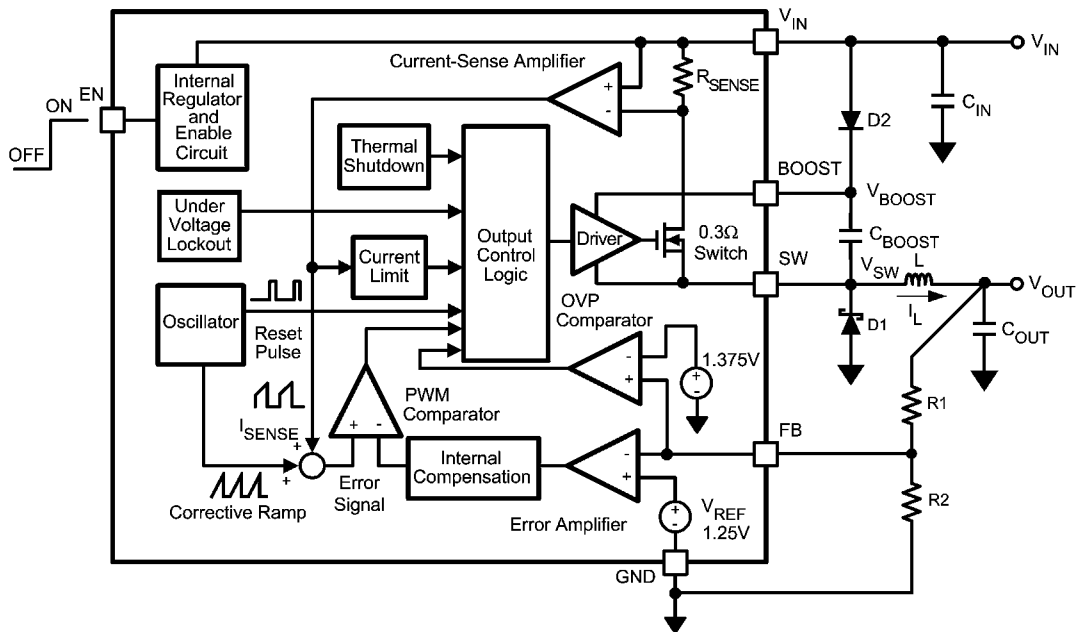 V_IN
V_IN
Current-Sense Amplifier
R_SENSE
C_IN
EN
ON
OFF
Internal
Regulator
and
Enable
Circuit
+
-
D2
Thermal
Shutdown
BOOST
V_BOOST
Under
Voltage
Lockout
Output
Control
Logic
Driver
0.3Ω
Switch
C_BOOST
Current
Limit
SW
V_SW
L
V_OUT
I_L
D1
C_OUT
Oscillator
Reset
Pulse
OVP
Comparator
-
+
1.375V
+
-
PWM
Comparator
R1
I_SENSE
+
+
+
-
Error
Signal
Internal
Compensation
-
+
FB
Corrective Ramp
Error Amplifier
V_REF
1.25V
+
-
R2
GND